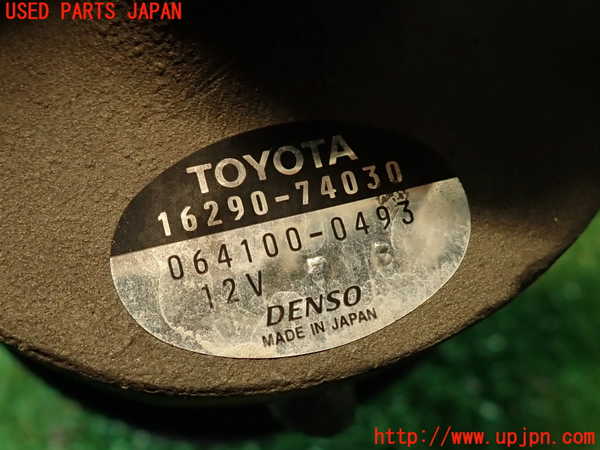 USED PARTS JAPAN
TOYOTA
16290-74030
064100-0493
12V
DENSO
MADE IN JAPAN
http://www.upjpn.com/